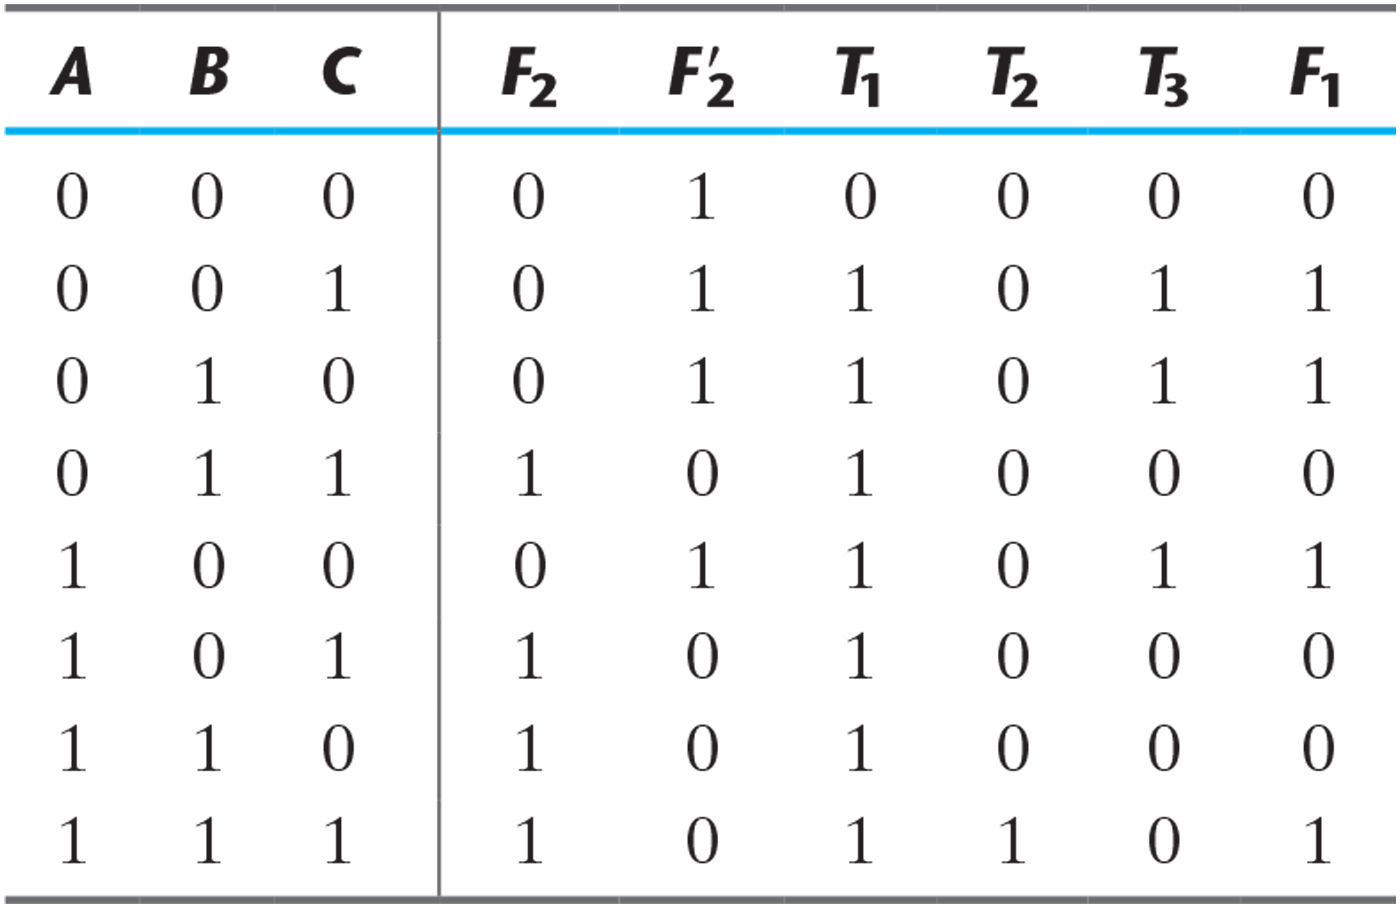 A B C F₂ F′₂ T₁ T₂ T₃ F₁
0 0 0 0 1 0 0 0 0
0 0 1 0 1 1 0 1 1
0 1 0 0 1 1 0 1 1
0 1 1 1 0 1 0 0 0
1 0 0 0 1 1 0 1 1
1 0 1 1 0 1 0 0 0
1 1 0 1 0 1 0 0 0
1 1 1 1 0 1 1 0 1